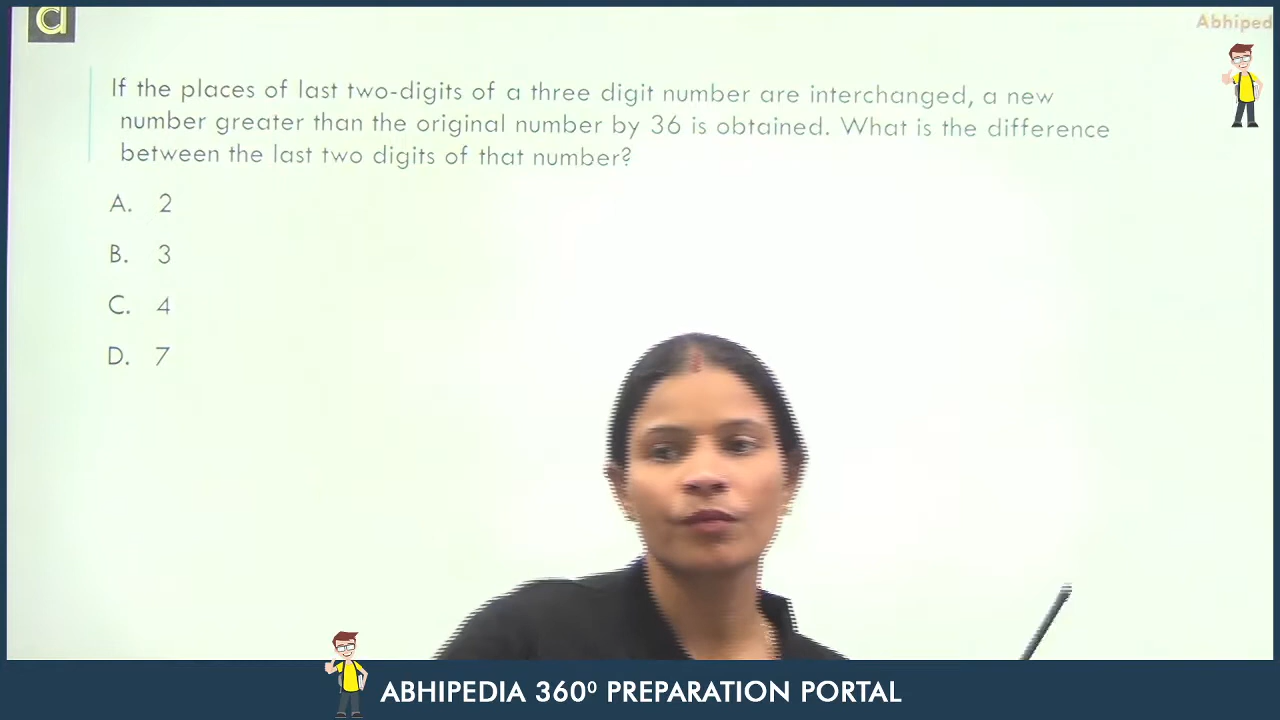 a
Abhiped
If the places of last two-digits of a three digit number are interchanged, a new
number greater than the original number by 36 is obtained. What is the difference
between the last two digits of that number?
A. 2
B. 3
C. 4
D. 7
ABHIPEDIA 360⁰ PREPARATION PORTAL